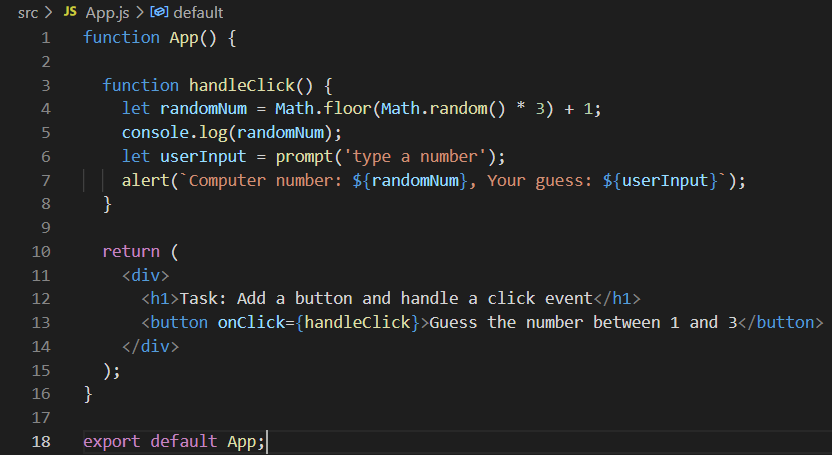 src > JS App.js > default
1 function App() {
2
3   function handleClick() {
4     let randomNum = Math.floor(Math.random() * 3) + 1;
5     console.log(randomNum);
6     let userInput = prompt('type a number');
7     alert(`Computer number: ${randomNum}, Your guess: ${userInput}`);
8   }
9
10   return (
11     <div>
12       <h1>Task: Add a button and handle a click event</h1>
13       <button onClick={handleClick}>Guess the number between 1 and 3</button>
14     </div>
15   );
16 }
17
18 export default App;